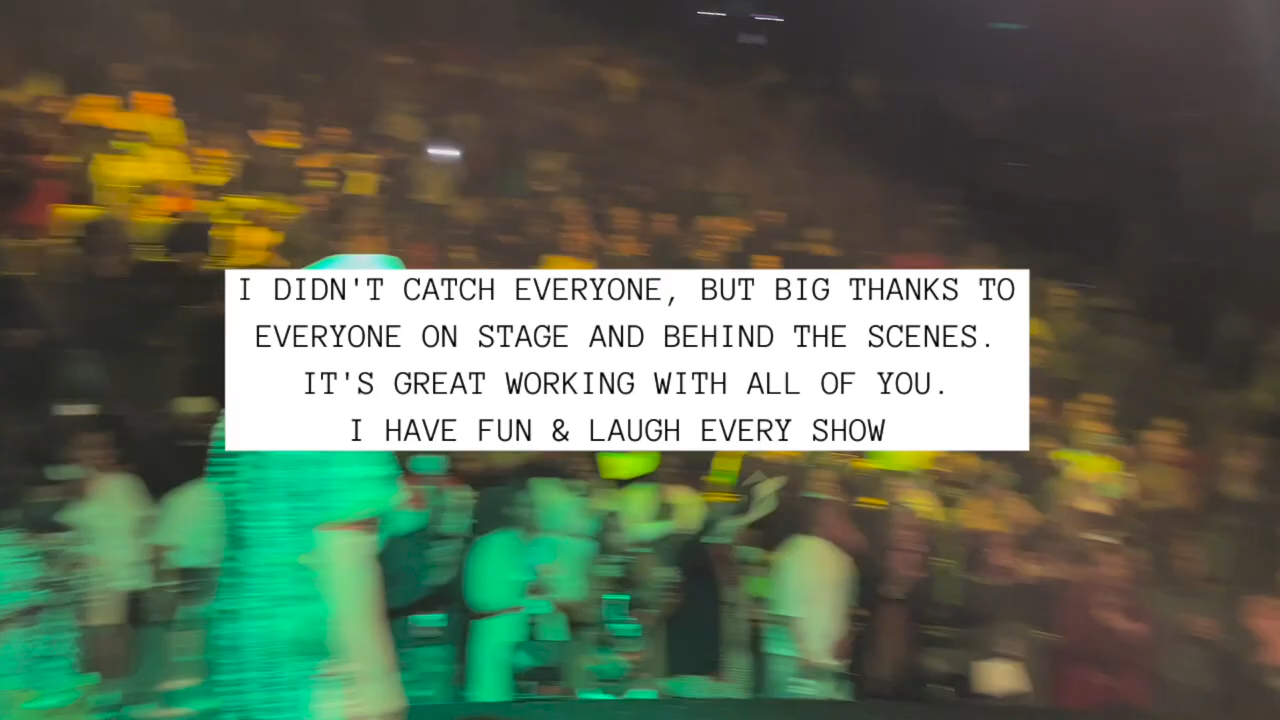 I DIDN'T CATCH EVERYONE, BUT BIG THANKS TO
EVERYONE ON STAGE AND BEHIND THE SCENES.
IT'S GREAT WORKING WITH ALL OF YOU.
I HAVE FUN & LAUGH EVERY SHOW